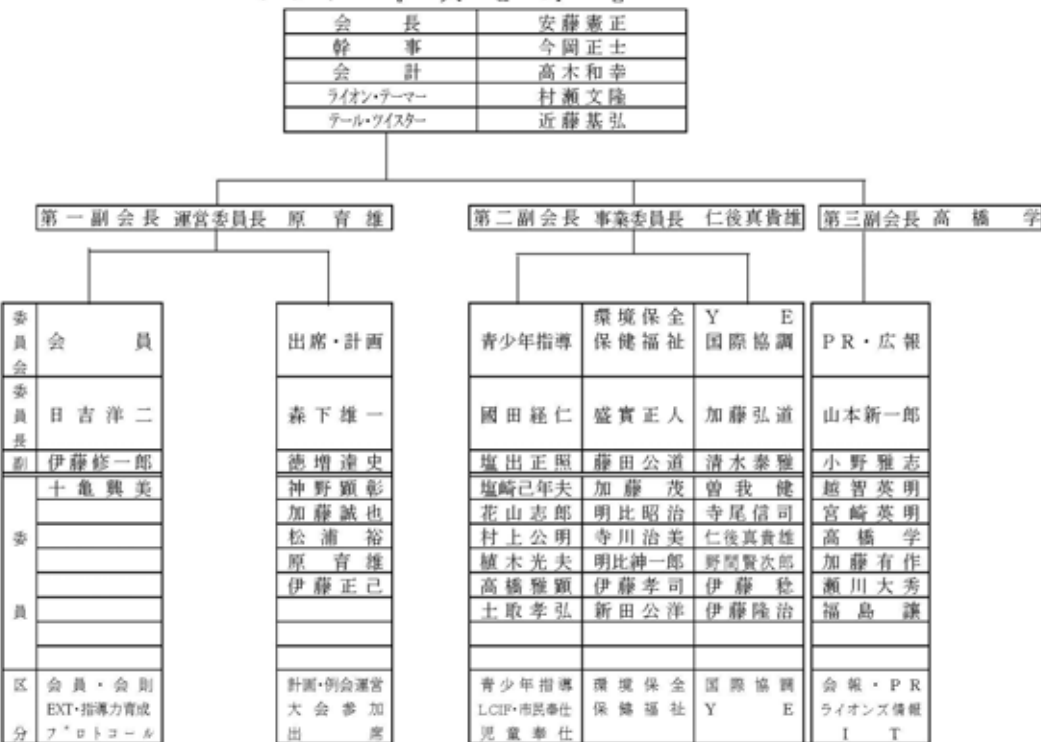 会長 安藤憲正
幹事 今岡正士
会計 高木和幸
ライオン・テーマー 村瀬文隆
テール・ツイスター 近藤基弘
第一副会長 運営委員長 原育雄 第二副会長 事業委員長 仁後真貴雄 第三副会長 高橋学
委員会 会員 出席・計画 青少年指導 環境保全 保健福祉 YE 国際協調 PR・広報
委員長 日吉洋二 森下雄一 國田経仁 盛實正人 加藤弘道 山本新一郎
副 伊藤修一郎 徳増達史 塩出正照 藤田公道 清水泰雅 小野雅志
委員 十亀興美 神野顕彰 塩崎己年夫 加藤茂 曽我健 越智英明
加藤誠也 花山志郎 明比昭治 寺尾信司 宮崎英明
松浦裕 村上公明 寺川治美 仁後真貴雄 高橋学
原育雄 植木光夫 明比紳一郎 野間賢次郎 加藤有作
伊藤正己 高橋雅顕 伊藤孝司 伊藤稔 瀬川大秀
土取孝弘 新田公洋 伊藤隆治 福島譲
区分 会員・会則 計画・例会運営 青少年指導 環境保全 国際協調 会報・PR
EXT・指導力育成 大会参加 LCIF・市民奉仕 保健福祉 YE ライオンズ情報
プロトコール 出席 児童奉仕 IT